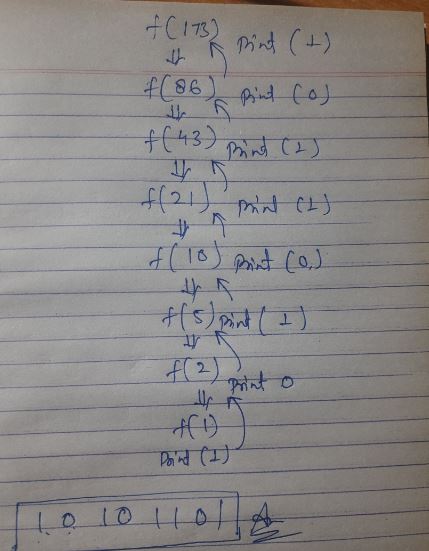 f(173) Print (1)
f(86) Print (0)
f(43) Print (1)
f(21) Print (1)
f(10) Print (0)
f(5) Print (1)
f(2) Print 0
f(1)
Print (1)
1 0 1 0 1 1 0 1 A